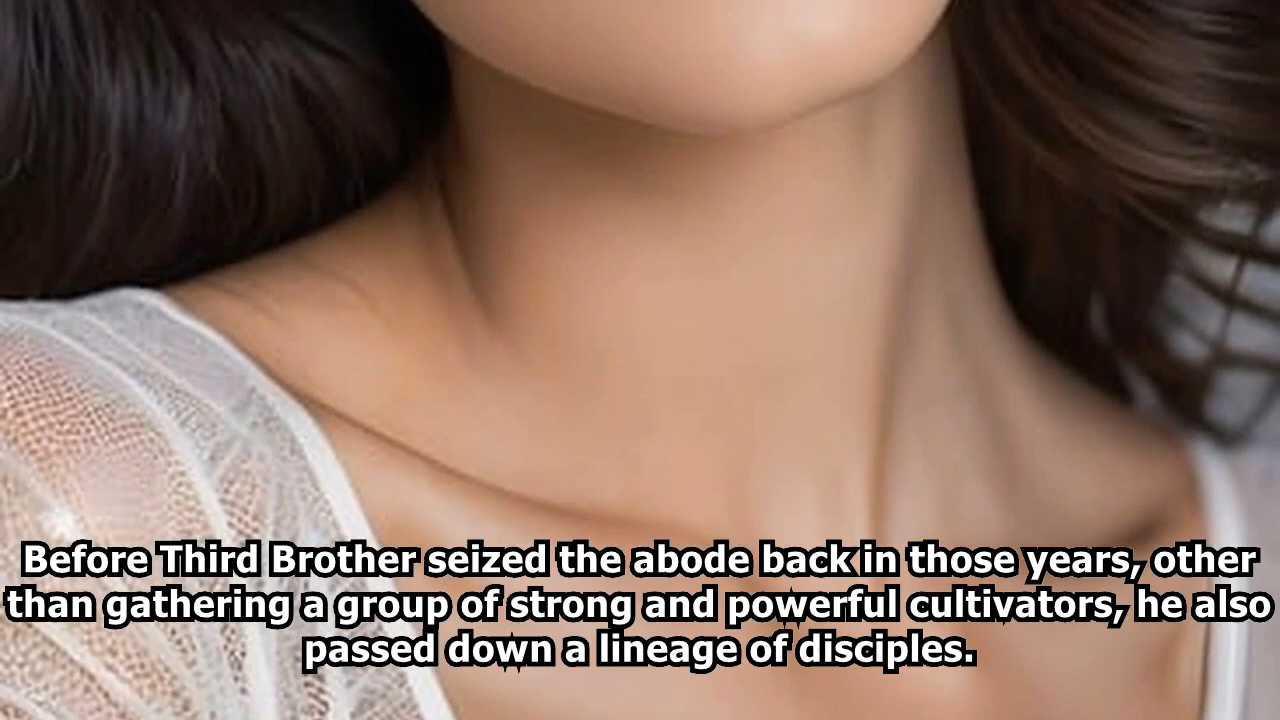 Before Third Brother seized the abode back in those years, other
than gathering a group of strong and powerful cultivators, he also
passed down a lineage of disciples.